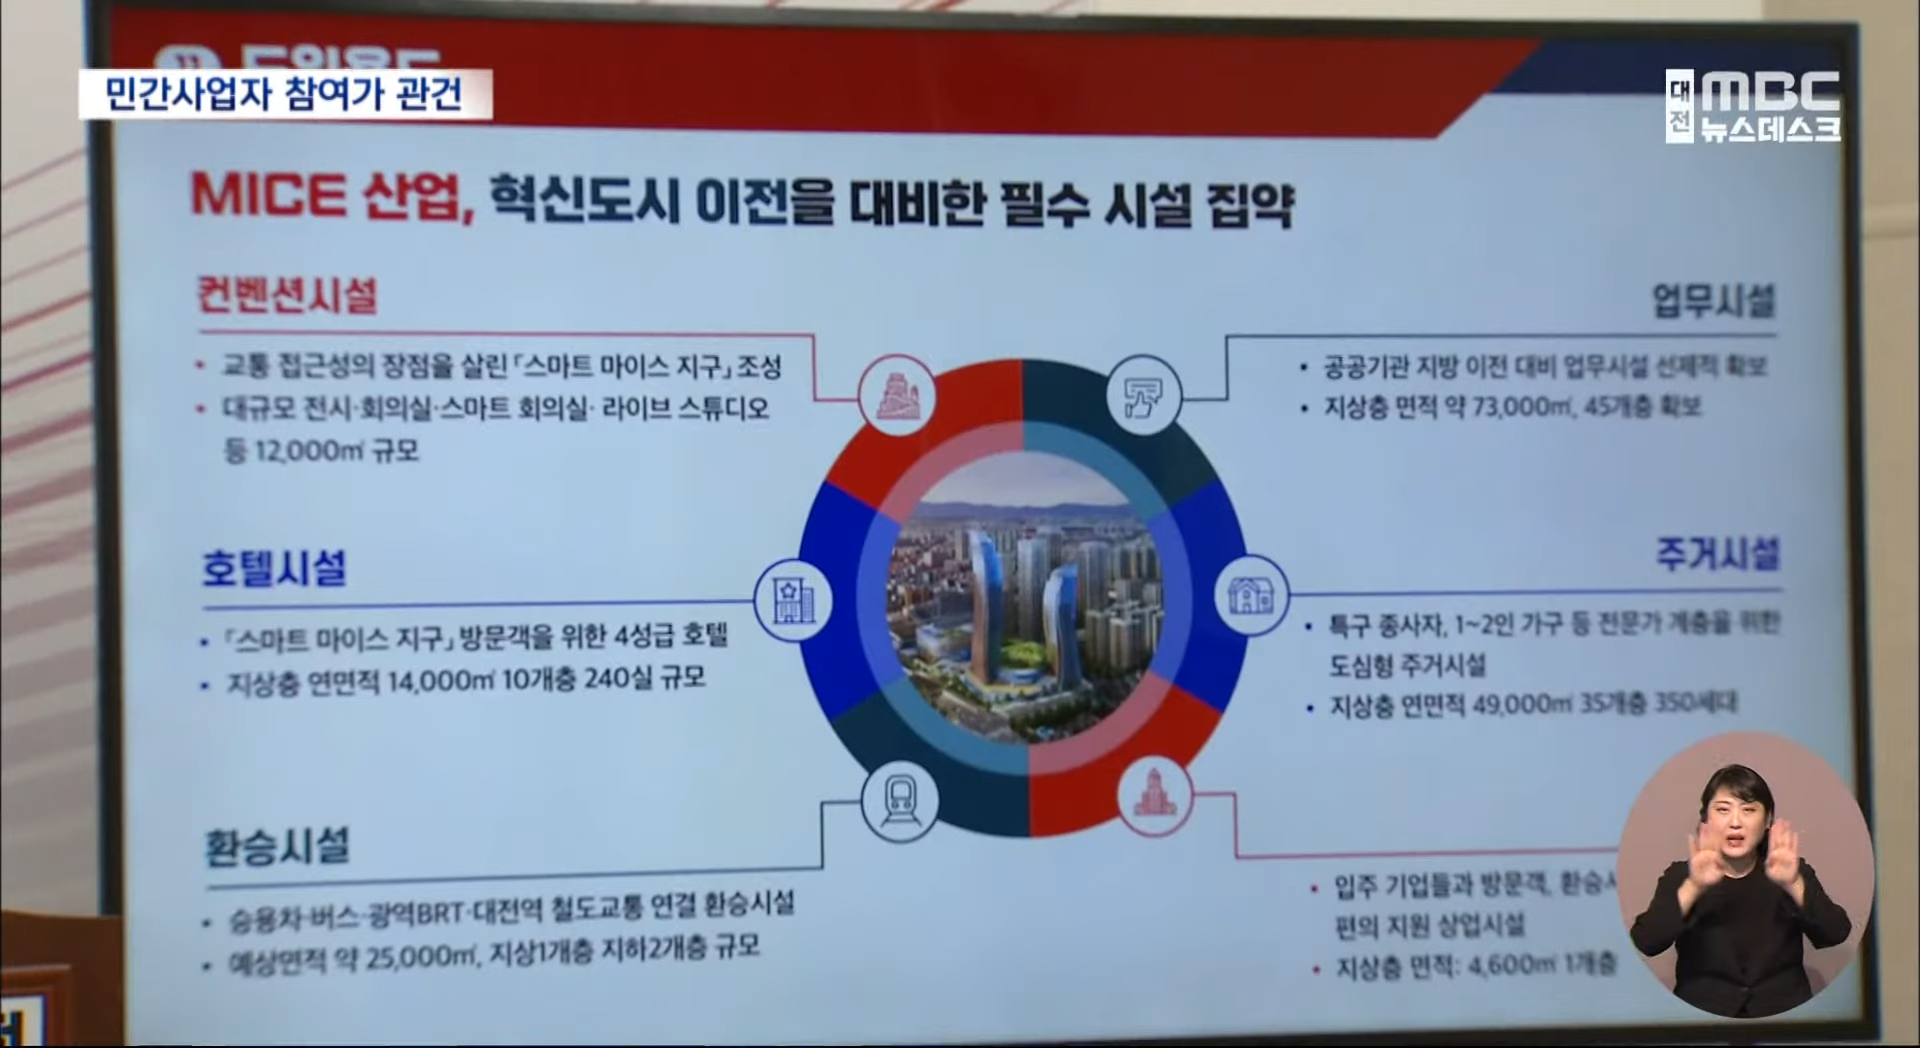 민간사업자 참여가 관건
대전
MBC
뉴스데스크
MICE 산업, 혁신도시 이전을 대비한 필수 시설 집약
컨벤션시설
• 교통 접근성의 장점을 살린「스마트 마이스 지구」조성
• 대규모 전시·회의실·스마트 회의실· 라이브 스튜디오
등 12,000㎡ 규모
업무시설
• 공공기관 지방 이전 대비 업무시설 선제적 확보
• 지상층 면적 약 73,000㎡, 45개층 확보
호텔시설
• 「스마트 마이스 지구」방문객을 위한 4성급 호텔
• 지상층 연면적 14,000㎡ 10개층 240실 규모
주거시설
• 특구 종사자, 1~2인 가구 등 전문가 계층을 위한
도심형 주거시설
• 지상층 연면적 49,000㎡ 35개층 350세대
환승시설
• 승용차·버스·광역BRT·대전역 철도교통 연결 환승시설
• 예상면적 약 25,000㎡, 지상1개층 지하2개층 규모
• 입주 기업들과 방문객, 환승
편의 지원 상업시설
• 지상층 면적: 4,600㎡ 1개층